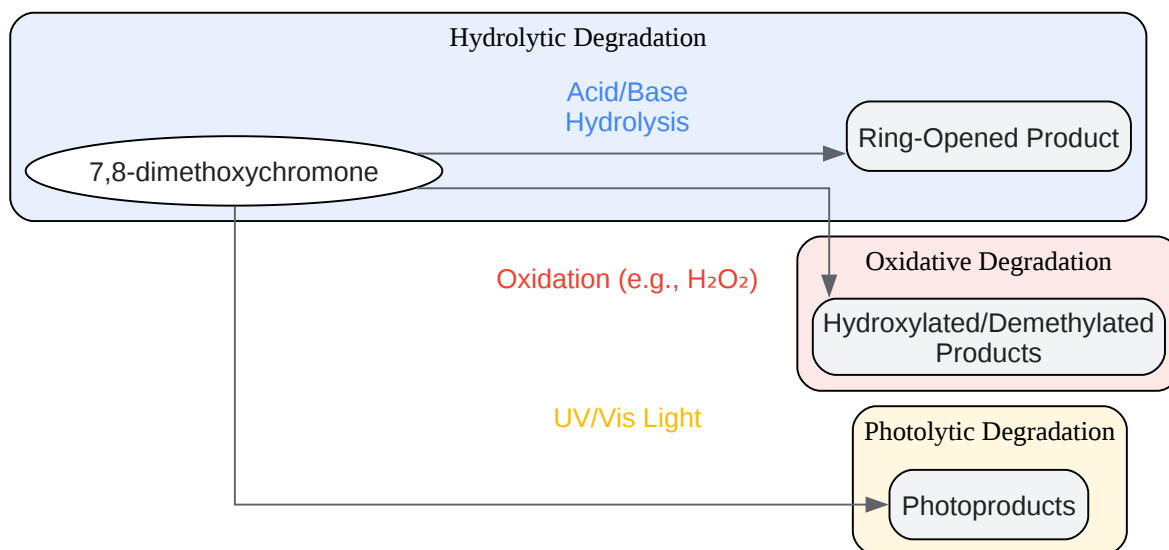 Hydrolytic Degradation
Acid/Base
Hydrolysis
Ring-Opened Product
7,8-dimethoxychromone
Oxidative Degradation
Oxidation (e.g., H₂O₂)
Hydroxylated/Demethylated
Products
UV/Vis Light
Photolytic Degradation
Photoproducts